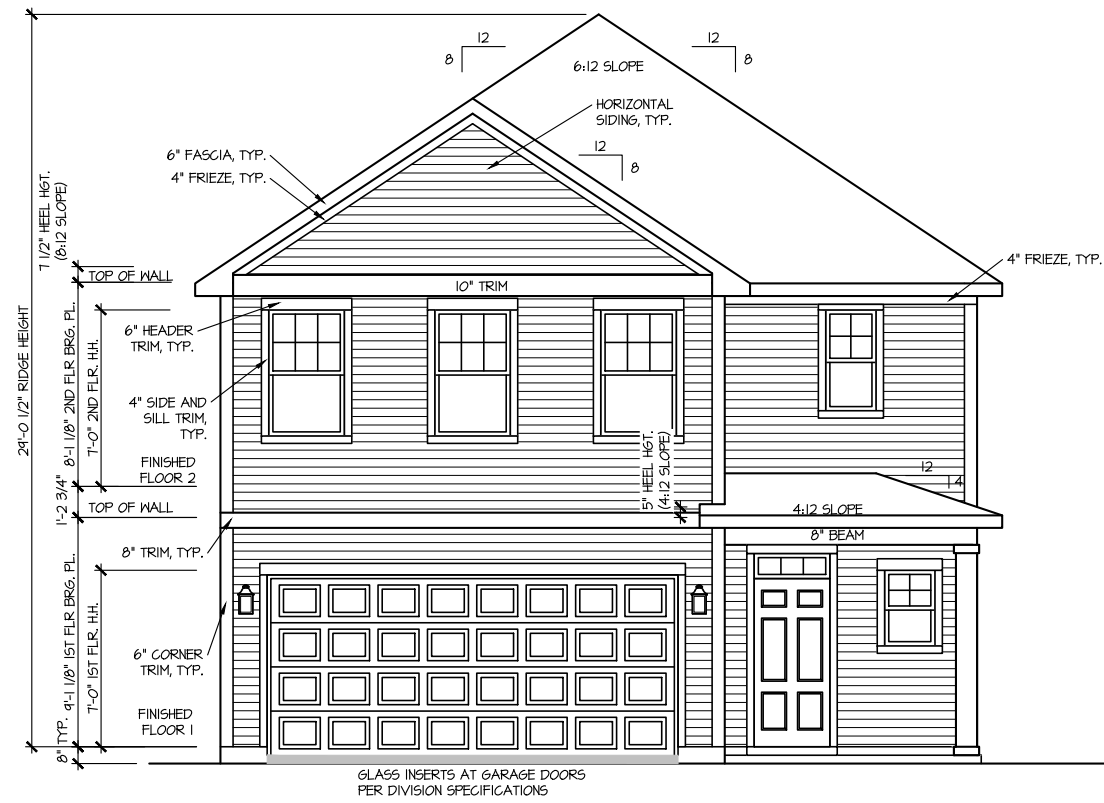 12
8
12
8
6:12 SLOPE
HORIZONTAL
SIDING, TYP.
12
8
6" FASCIA, TYP.
4" FRIEZE, TYP.
7 1/2" HEEL HGT.
(8:12 SLOPE)
4" FRIEZE, TYP.
TOP OF WALL
10" TRIM
6" HEADER
TRIM, TYP.
29'-0 1/2" RIDGE HEIGHT
8'-1 1/8" 2ND FLR BRG. PL.
7'-0" 2ND FLR. H.H.
4" SIDE AND
SILL TRIM,
TYP.
5" HEEL HGT.
(4:12 SLOPE)
FINISHED
FLOOR 2
12
4
1'-2 3/4"
TOP OF WALL
4:12 SLOPE
8" BEAM
8" TRIM, TYP.
9'-1 1/8" 1ST FLR BRG. PL.
7'-0" 1ST FLR. H.H.
6" CORNER
TRIM, TYP.
FINISHED
FLOOR 1
8" TYP.
GLASS INSERTS AT GARAGE DOORS
PER DIVISION SPECIFICATIONS